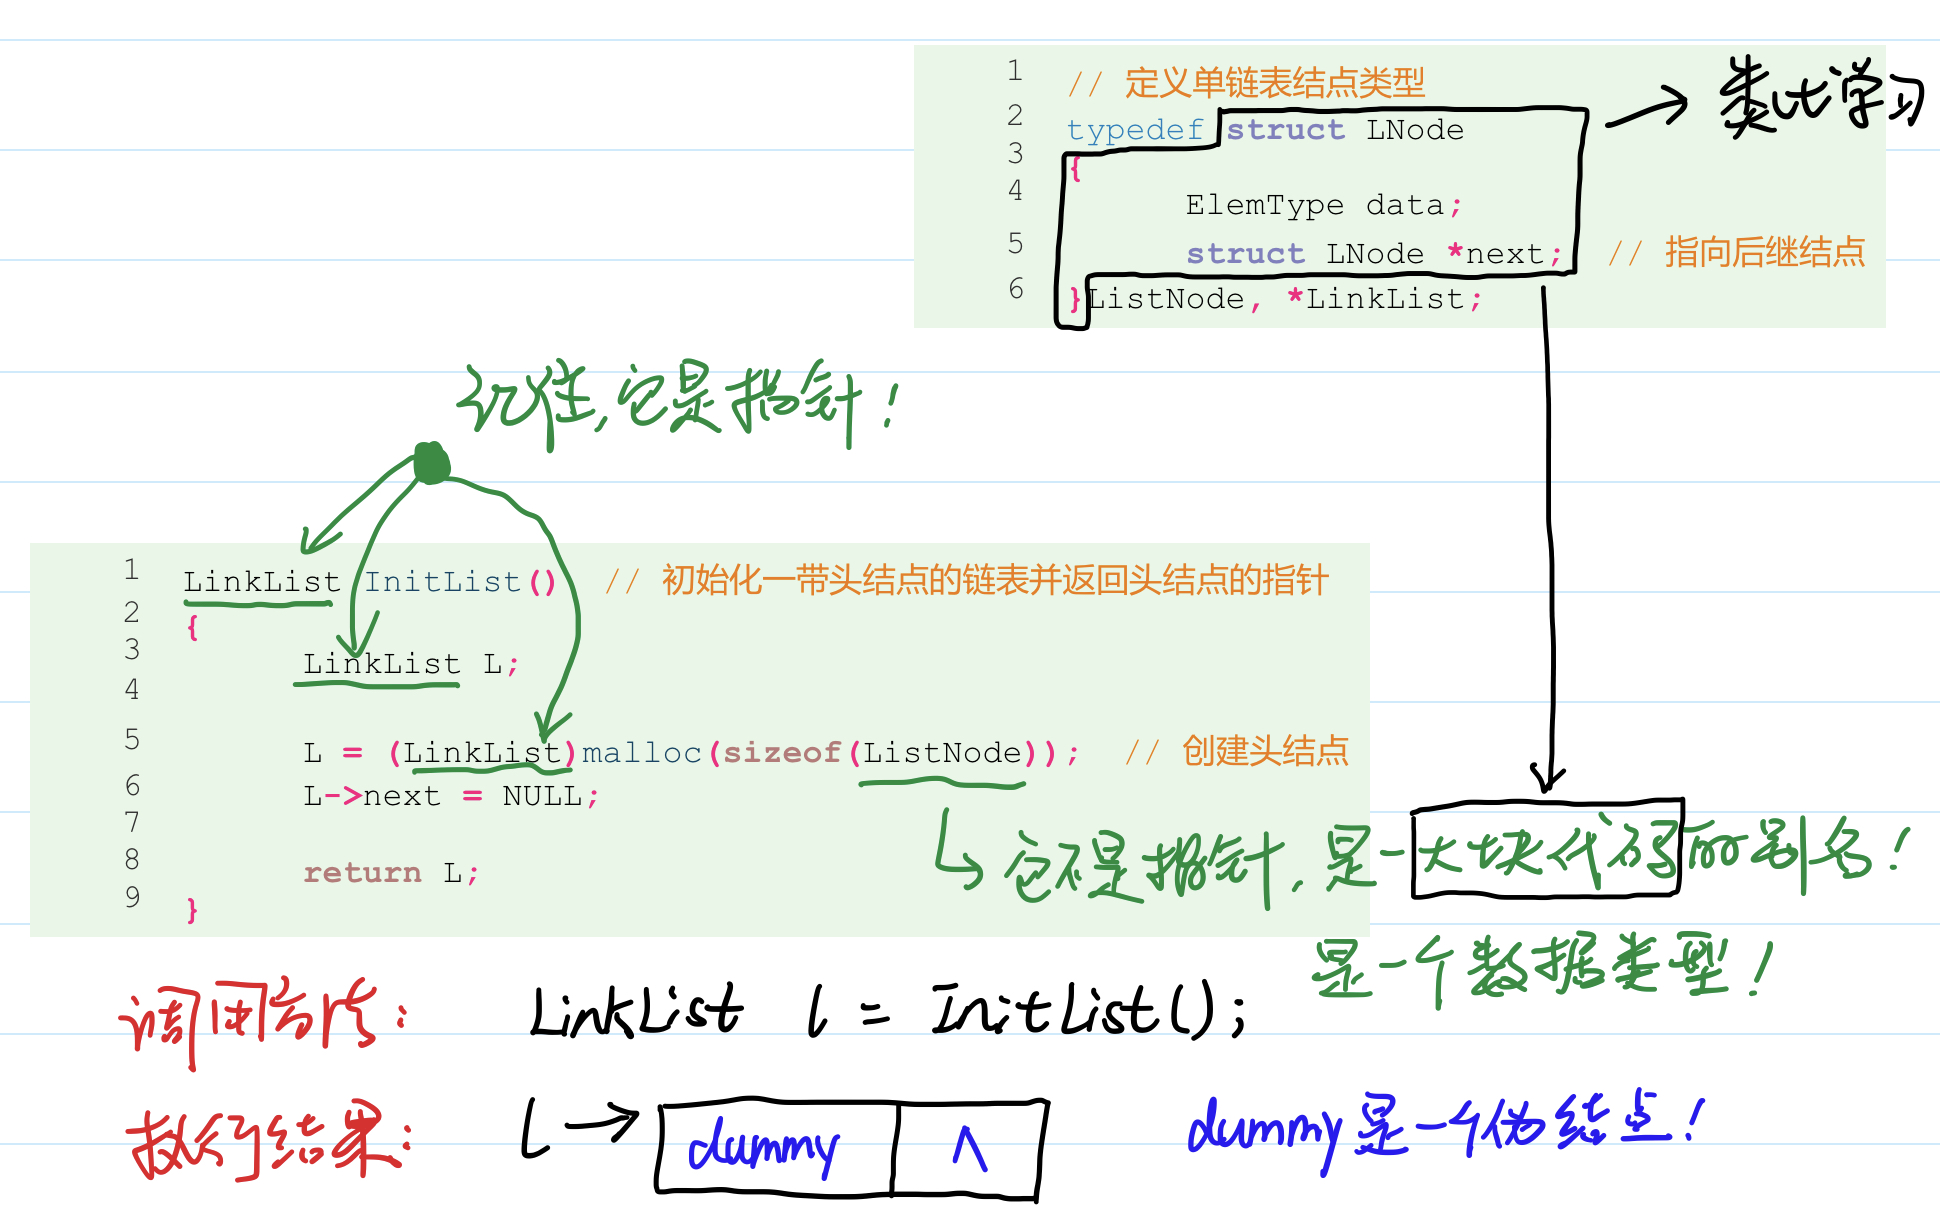 1 // 定义单链表结点类型
2 typedef struct LNode
3 {
4 ElemType data;
5 struct LNode *next; // 指向后继结点
6 }ListNode, *LinkList;
类比学习
记住,它是指针!
1 LinkList InitList() // 初始化一带头结点的链表并返回头结点的指针
2 {
3 LinkList L;
4
5 L = (LinkList)malloc(sizeof(ListNode)); // 创建头结点
6 L->next = NULL;
7
8 return L;
9 }
它不是指针,是一大块代码的别名!
是一个数据类型!
调用方法: LinkList l = InitList();
执行结果: l → dummy ∧ dummy是一个伪结点!